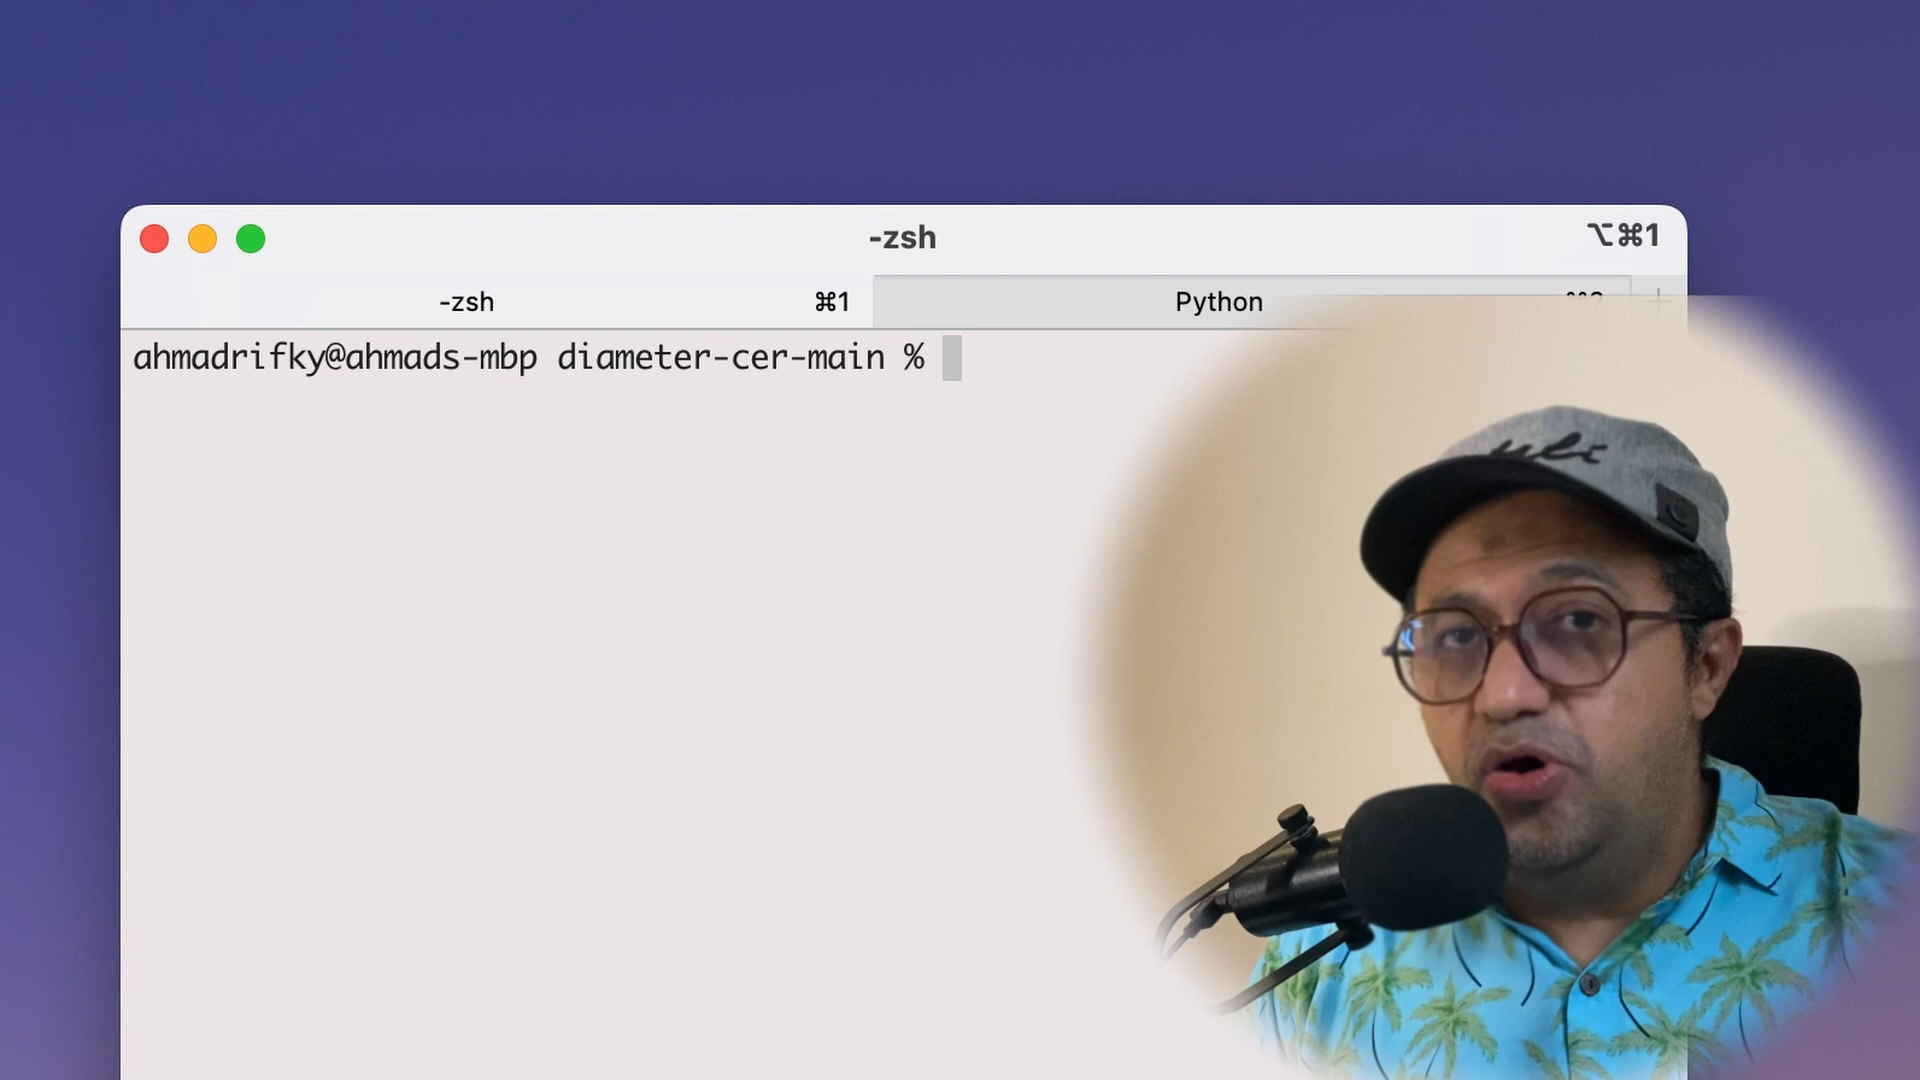 -zsh
⌥⌘1
-zsh ⌘1 Python
ahmadrifky@ahmads-mbp diameter-cer-main %